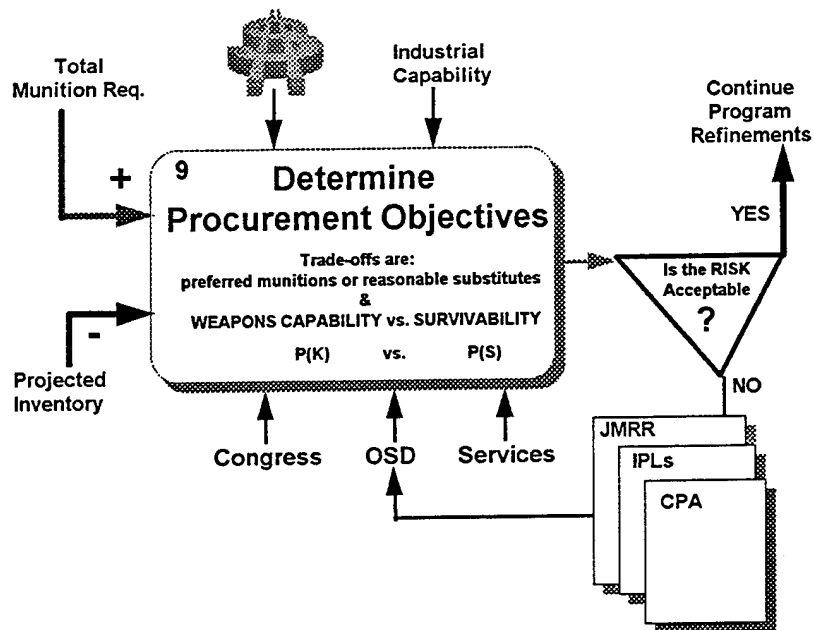 Total
Munition Req.
Industrial
Capability
Continue
Program
Refinements
+
9
Determine
Procurement Objectives
Trade-offs are:
preferred munitions or reasonable substitutes
&
WEAPONS CAPABILITY vs. SURVIVABILITY
P(K) vs. P(S)
YES
Is the RISK
Acceptable
?
-
Projected
Inventory
NO
Congress
OSD
Services
JMRR
IPLs
CPA